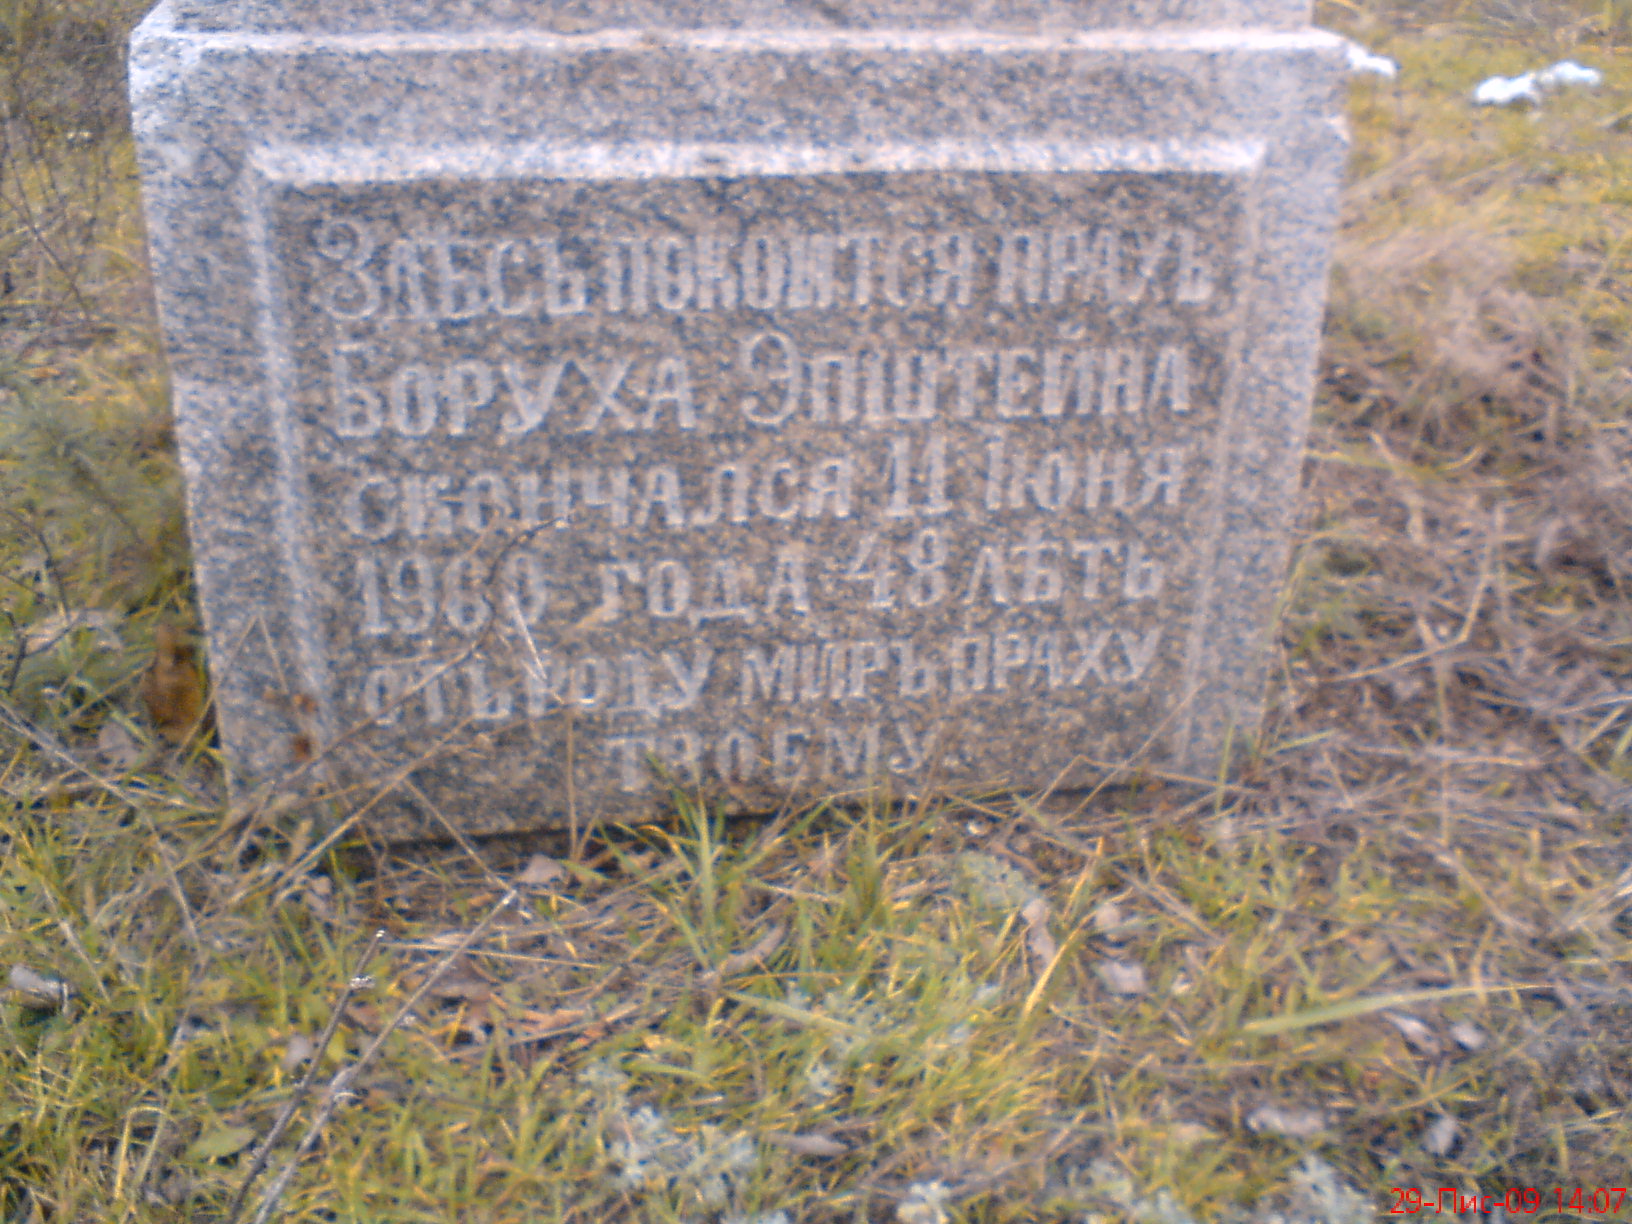 Здѣсь покоится прахъ
Боруха Эпштейна
скончался 11 Іюня
1900 года 48 лѣтъ
отъ роду миръ праху
твоему.
29-Лис-09 14:07